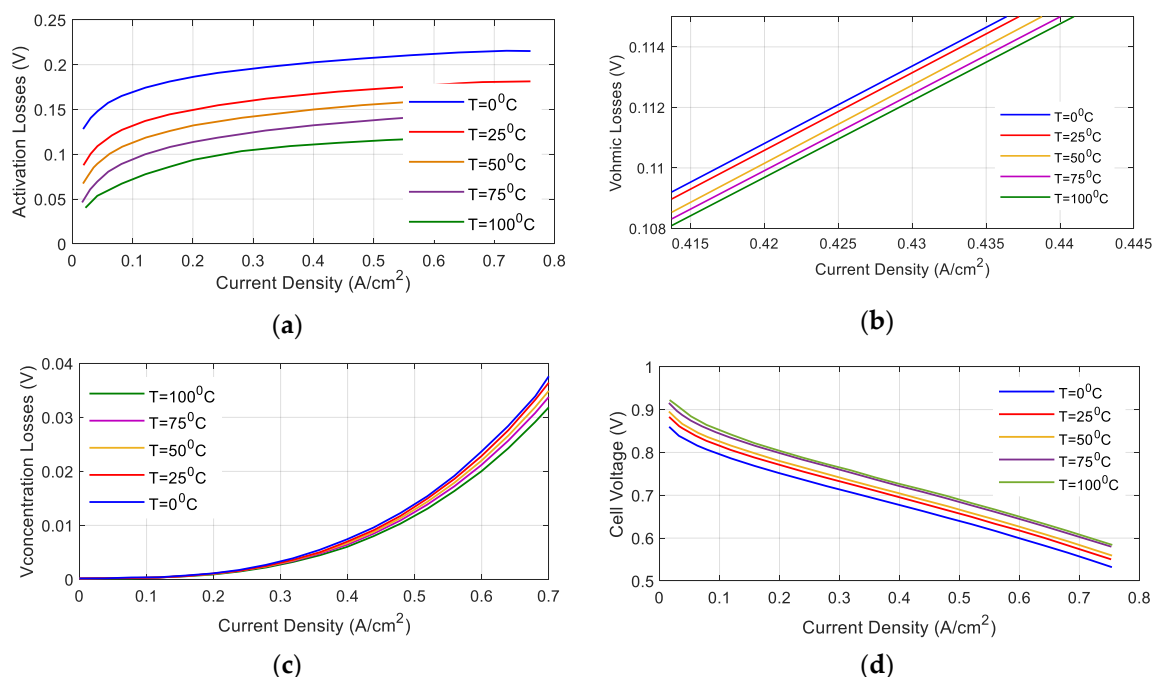 0.25
0.2
0.15
0.1
0.05
0
Activation Losses (V)
T=0⁰C
T=25⁰C
T=50⁰C
T=75⁰C
T=100⁰C
0 0.1 0.2 0.3 0.4 0.5 0.6 0.7 0.8
Current Density (A/cm²)
(a)
0.114
0.112
0.11
0.108
Vohmic Losses (V)
T=0⁰C
T=25⁰C
T=50⁰C
T=75⁰C
T=100⁰C
0.415 0.42 0.425 0.43 0.435 0.44 0.445
Current Density (A/cm²)
(b)
0.04
0.03
0.02
0.01
0
Vconcentration Losses (V)
T=100⁰C
T=75⁰C
T=50⁰C
T=25⁰C
T=0⁰C
0 0.1 0.2 0.3 0.4 0.5 0.6 0.7
Current Density (A/cm²)
(c)
1
0.9
0.8
0.7
0.6
0.5
Cell Voltage (V)
T=0⁰C
T=25⁰C
T=50⁰C
T=75⁰C
T=100⁰C
0 0.1 0.2 0.3 0.4 0.5 0.6 0.7 0.8
Current Density (A/cm²)
(d)